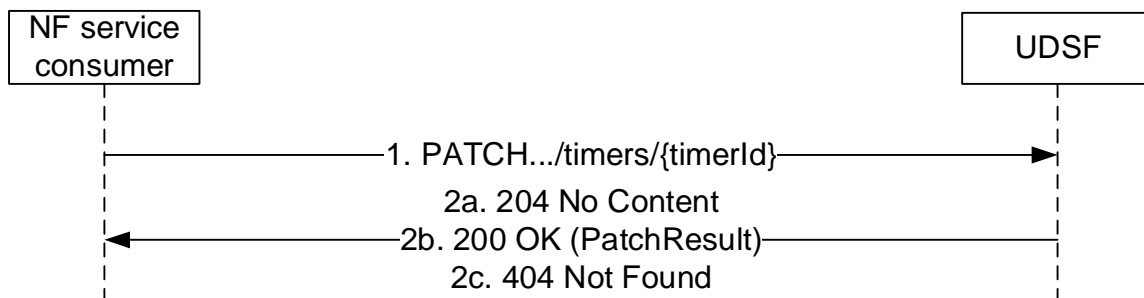 NF service
consumer
UDSF
1. PATCH.../timers/{timerId}
2a. 204 No Content
2b. 200 OK (PatchResult)
2c. 404 Not Found